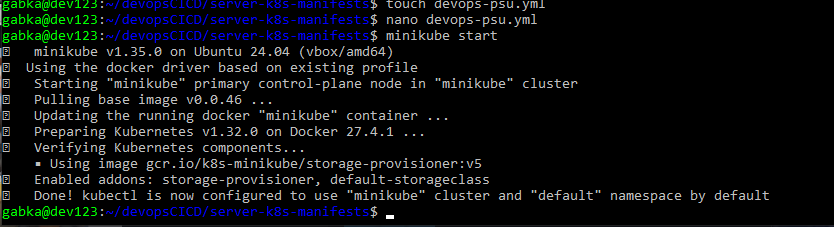 gabka@dev123:~/devopsCICD/server-k8s-manifests$ touch devops-psu.yml
gabka@dev123:~/devopsCICD/server-k8s-manifests$ nano devops-psu.yml
gabka@dev123:~/devopsCICD/server-k8s-manifests$ minikube start
minikube v1.35.0 on Ubuntu 24.04 (vbox/amd64)
Using the docker driver based on existing profile
Starting "minikube" primary control-plane node in "minikube" cluster
Pulling base image v0.0.46 ...
Updating the running docker "minikube" container ...
Preparing Kubernetes v1.32.0 on Docker 27.4.1 ...
Verifying Kubernetes components...
▪ Using image gcr.io/k8s-minikube/storage-provisioner:v5
Enabled addons: storage-provisioner, default-storageclass
Done! kubectl is now configured to use "minikube" cluster and "default" namespace by default
gabka@dev123:~/devopsCICD/server-k8s-manifests$